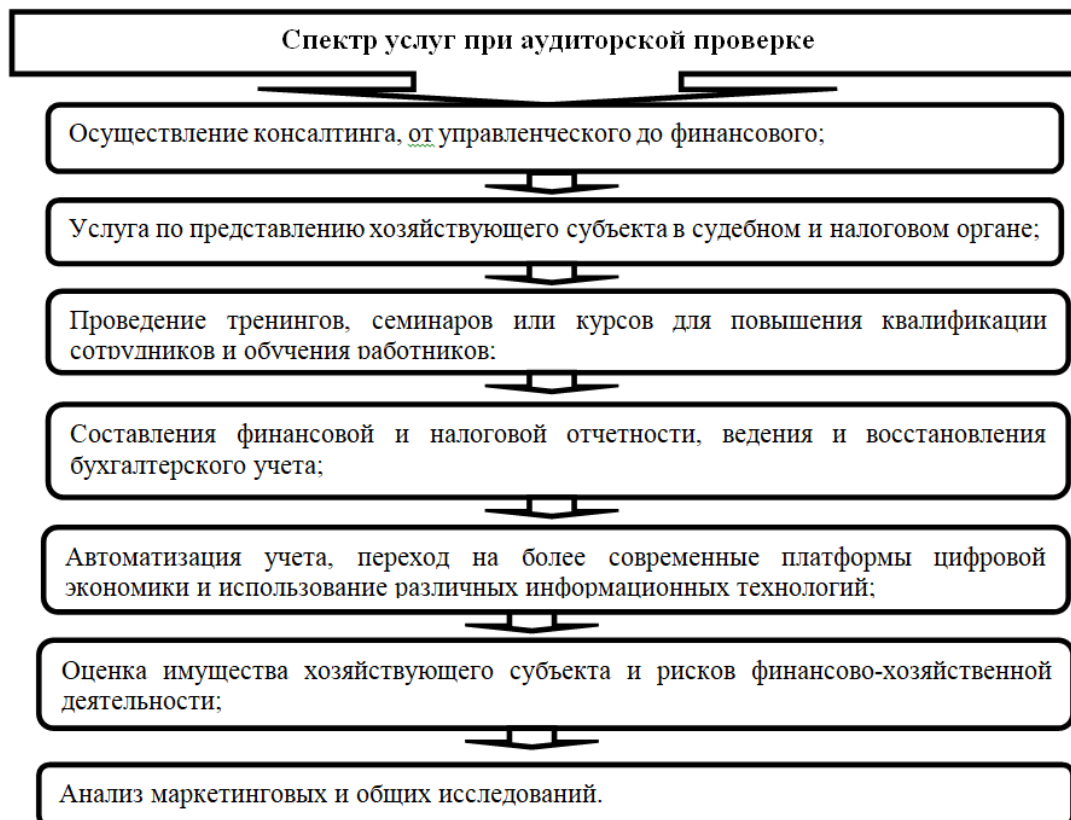 Спектр услуг при аудиторской проверке
Осуществление консалтинга, от управленческого до финансового;
Услуга по представлению хозяйствующего субъекта в судебном и налоговом органе;
Проведение тренингов, семинаров или курсов для повышения квалификации
сотрудников и обучения работников;
Составления финансовой и налоговой отчетности, ведения и восстановления
бухгалтерского учета;
Автоматизация учета, переход на более современные платформы цифровой
экономики и использование различных информационных технологий;
Оценка имущества хозяйствующего субъекта и рисков финансово-хозяйственной
деятельности;
Анализ маркетинговых и общих исследований.